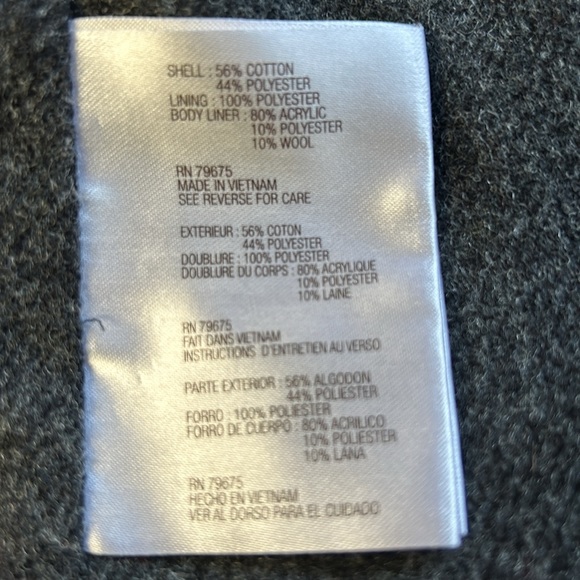 SHELL : 56% COTTON
44% POLYESTER
LINING : 100% POLYESTER
BODY LINER : 80% ACRYLIC
10% POLYESTER
10% WOOL
RN 79675
MADE IN VIETNAM
SEE REVERSE FOR CARE
EXTERIEUR : 56% COTON
44% POLYESTER
DOUBLURE : 100% POLYESTER
DOUBLURE DU CORPS : 80% ACRYLIQUE
10% POLYESTER
10% LAINE
RN 79675
FAIT DANS VIETNAM
INSTRUCTIONS D'ENTRETIEN AU VERSO
PARTE EXTERIOR : 56% ALGODON
44% POLIESTER
FORRO : 100% POLIESTER
FORRO DE CUERPO : 80% ACRILICO
10% POLIESTER
10% LANA
RN 79675
HECHO EN VIETNAM
VER AL DORSO PARA EL CUIDADO